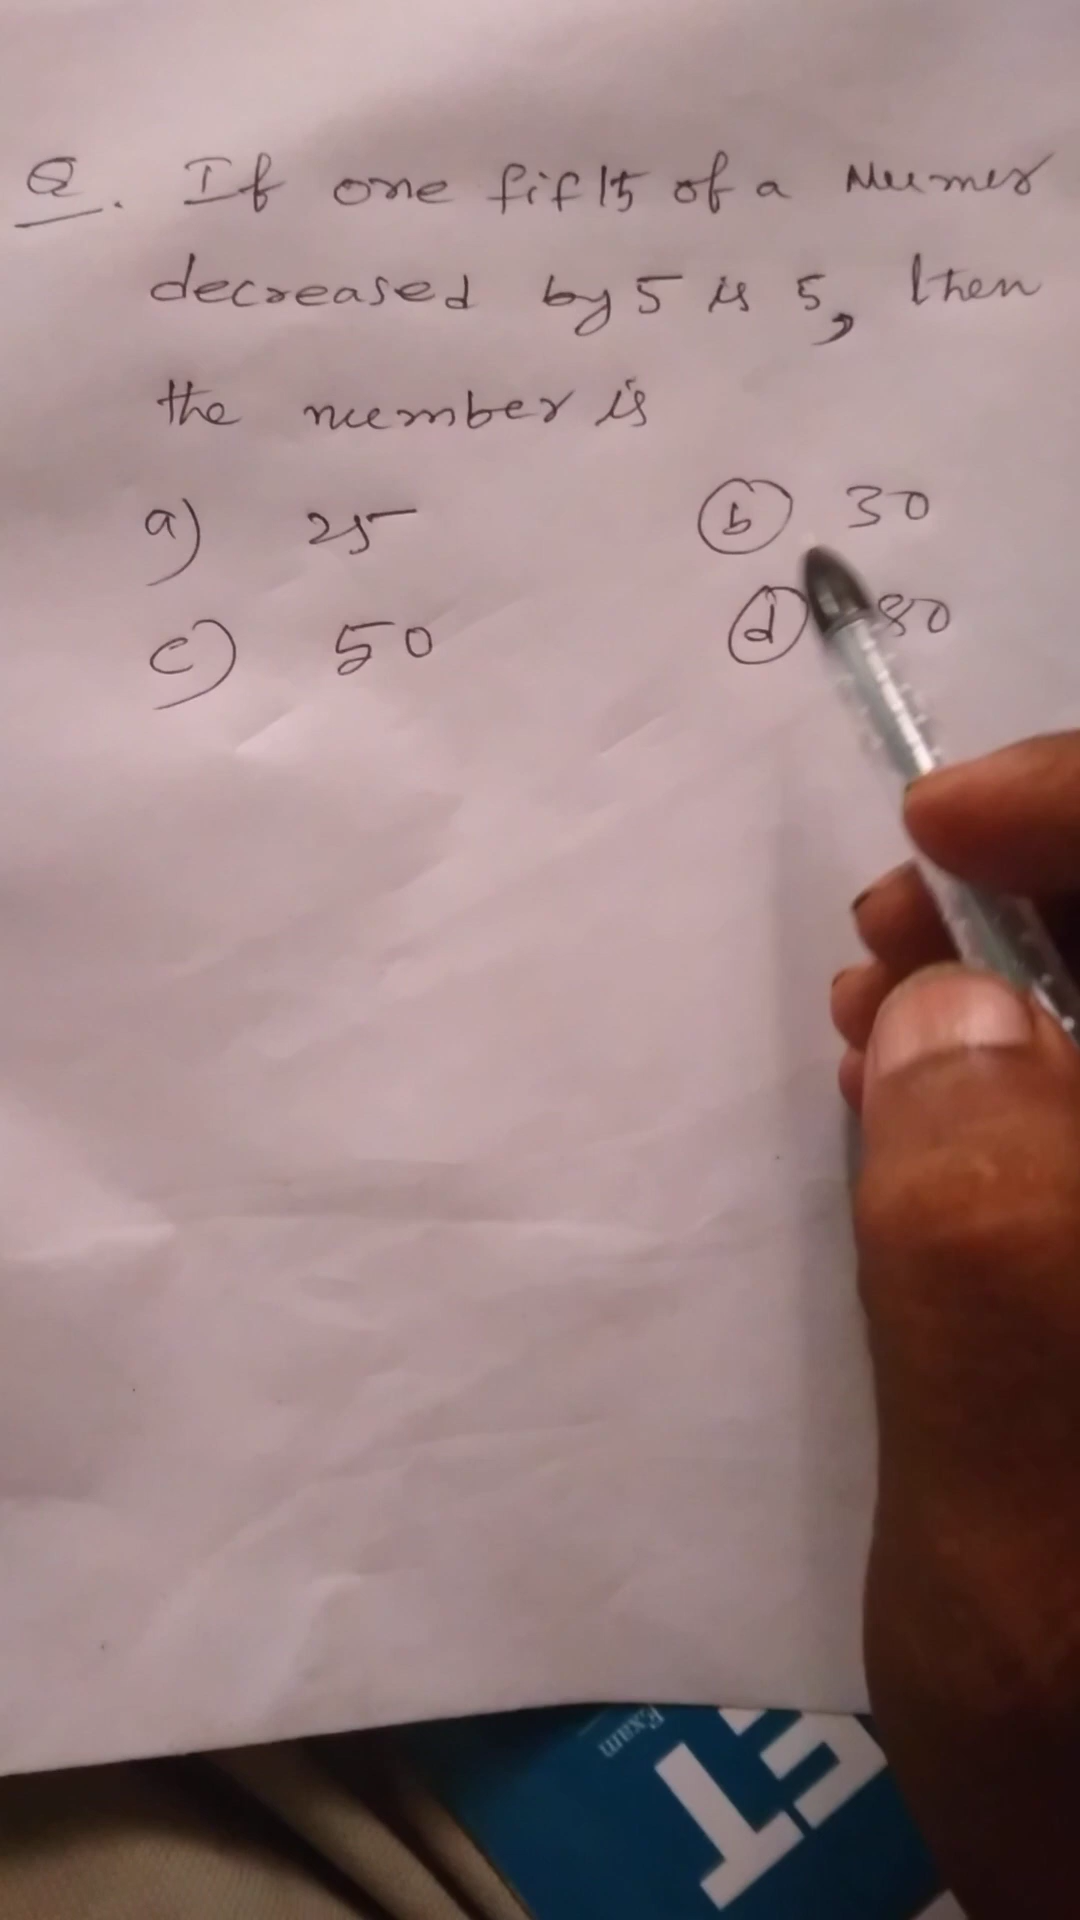 Q. If one fifth of a Numer
decreased by 5 is 5, then
the number is
a) 25 (b) 30
c) 50 (d) 80
Exam
ET